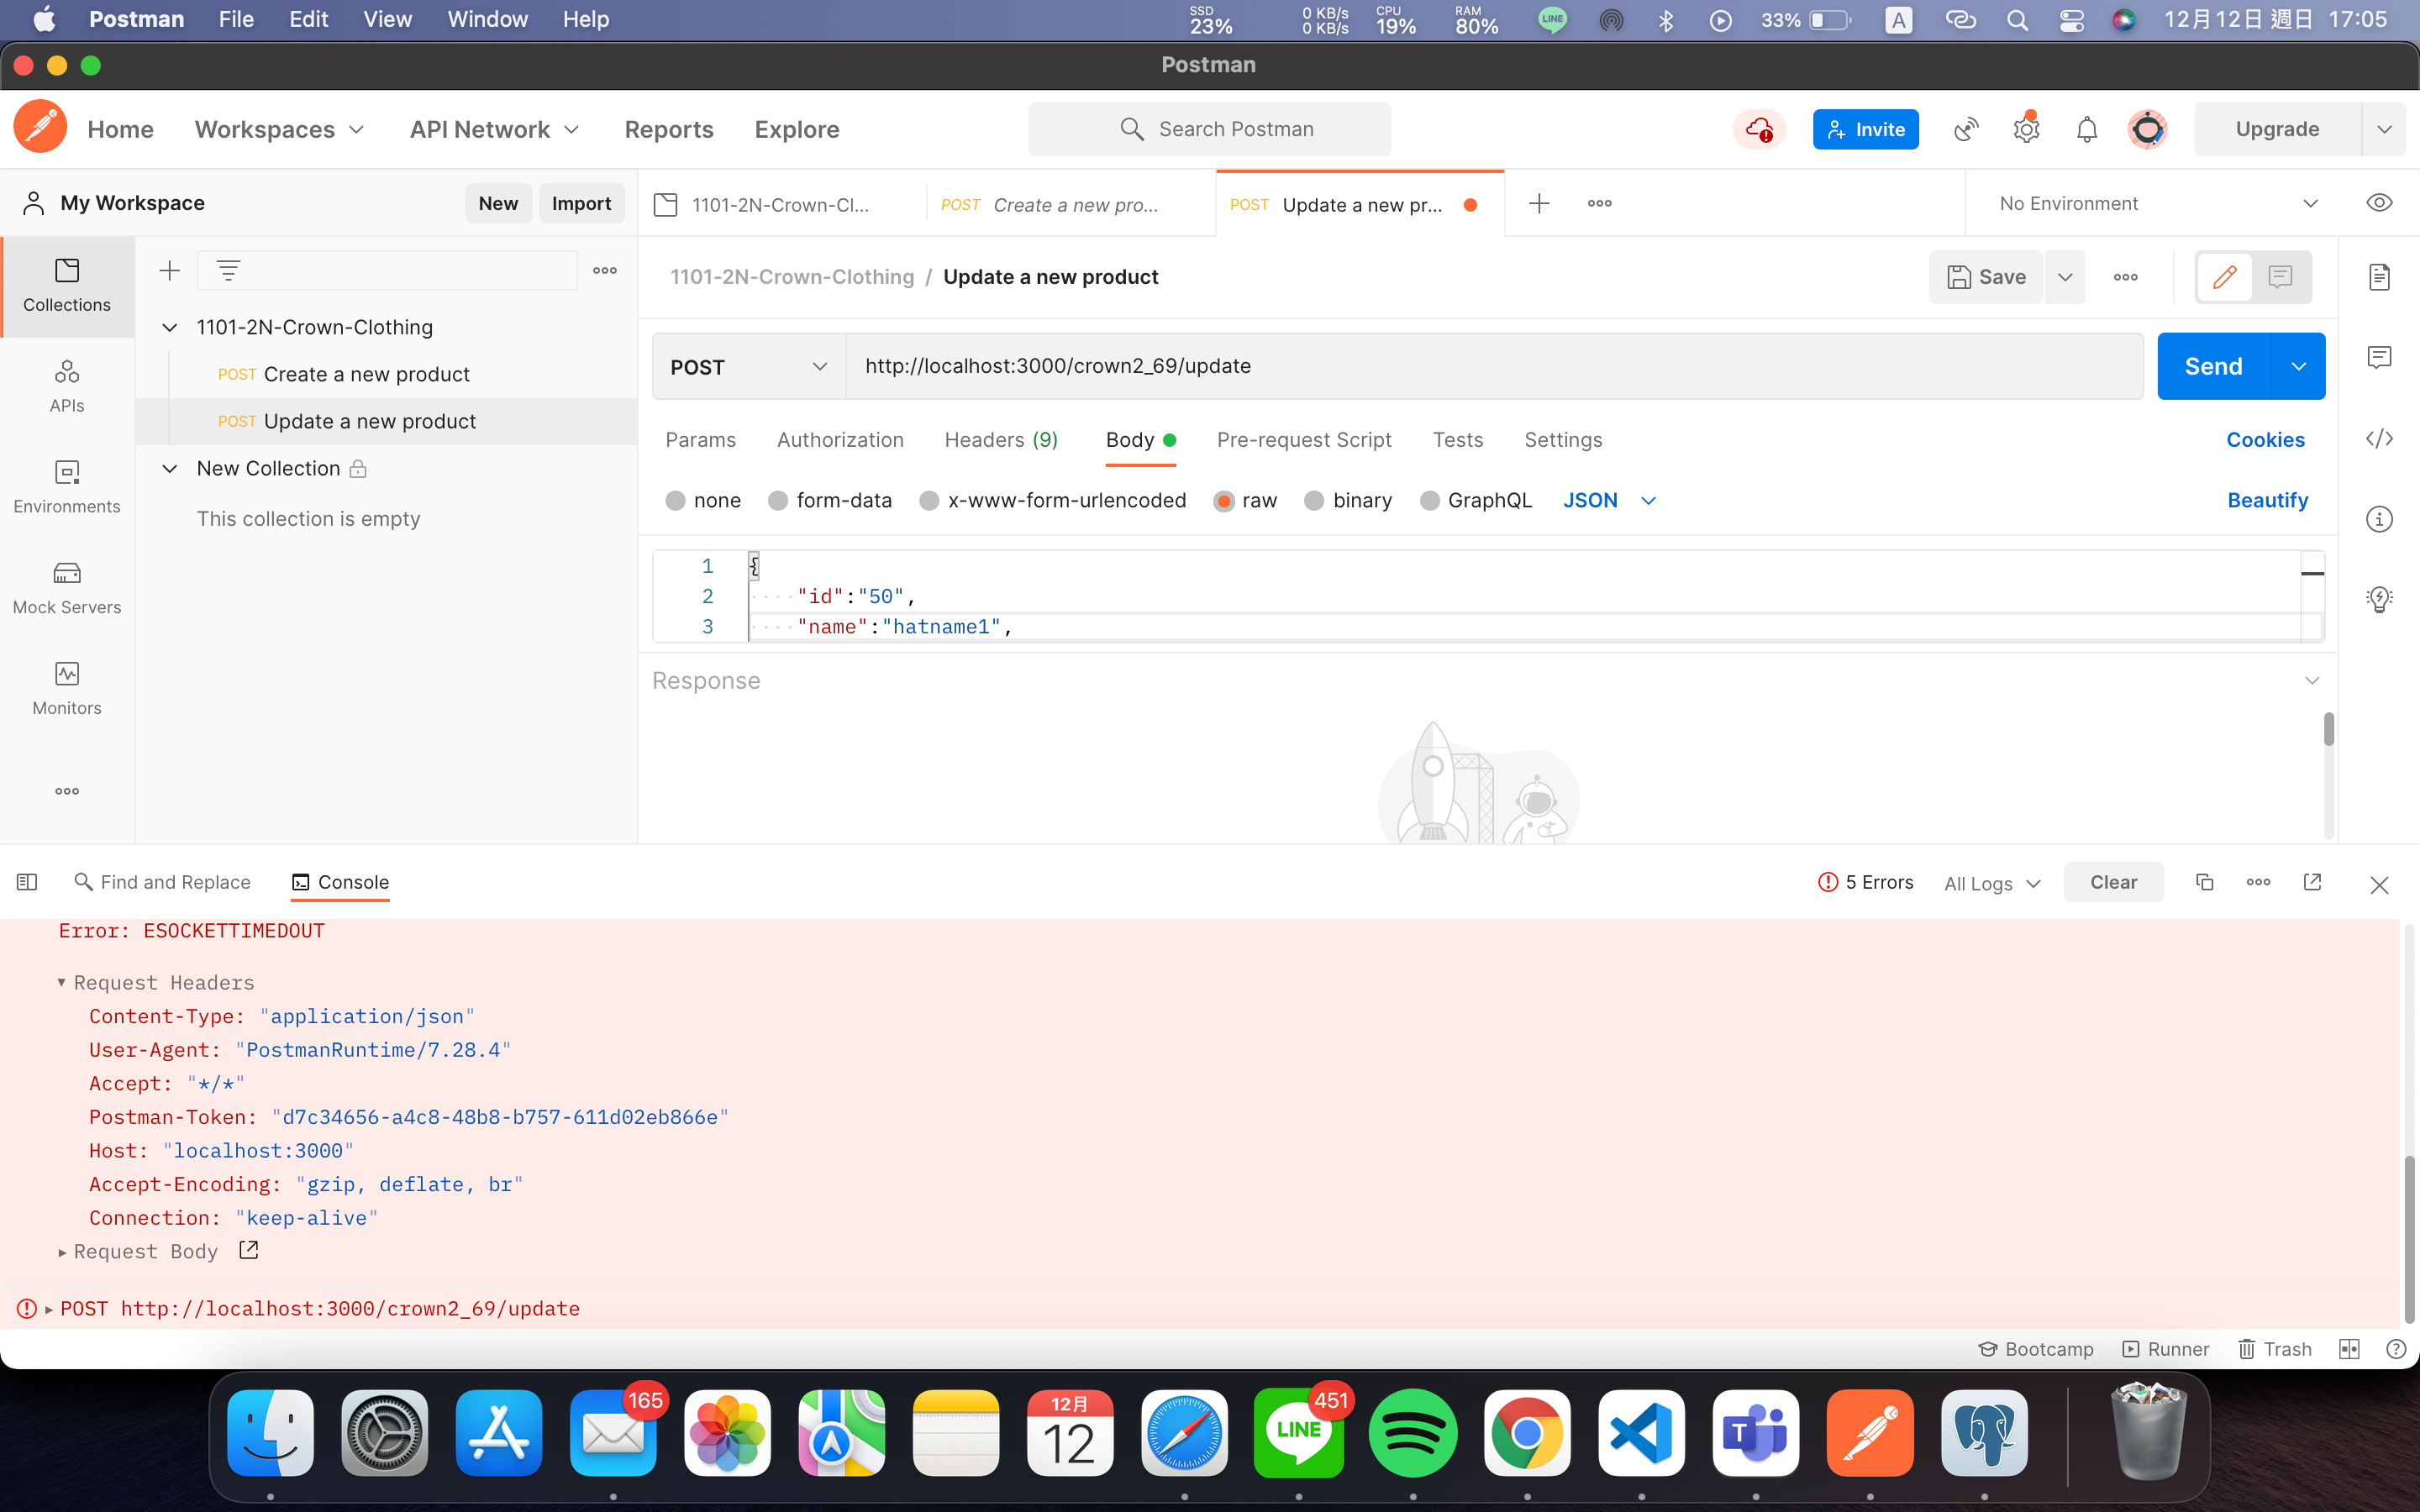 Postman File Edit View Window Help SSD 23% 0 KB/s 0 KB/s CPU 19% RAM 80% LINE 33% A 12月12日 週日 17:05
Postman
Home Workspaces API Network Reports Explore Search Postman Invite Upgrade
My Workspace New Import 1101-2N-Crown-Cl... POST Create a new pro... POST Update a new pr... No Environment
Collections
APIs
Environments
Mock Servers
Monitors
1101-2N-Crown-Clothing
POST Create a new product
POST Update a new product
New Collection
This collection is empty
1101-2N-Crown-Clothing / Update a new product Save
POST http://localhost:3000/crown2_69/update Send
Params Authorization Headers (9) Body Pre-request Script Tests Settings Cookies
none form-data x-www-form-urlencoded raw binary GraphQL JSON Beautify
1 {
2 "id":"50",
3 "name":"hatname1",
Response
Find and Replace Console 5 Errors All Logs Clear
Error: ESOCKETTIMEDOUT
Request Headers
Content-Type: "application/json"
User-Agent: "PostmanRuntime/7.28.4"
Accept: "*/*"
Postman-Token: "d7c34656-a4c8-48b8-b757-611d02eb866e"
Host: "localhost:3000"
Accept-Encoding: "gzip, deflate, br"
Connection: "keep-alive"
Request Body
POST http://localhost:3000/crown2_69/update
Bootcamp Runner Trash
165 12月 12 LINE 451 T